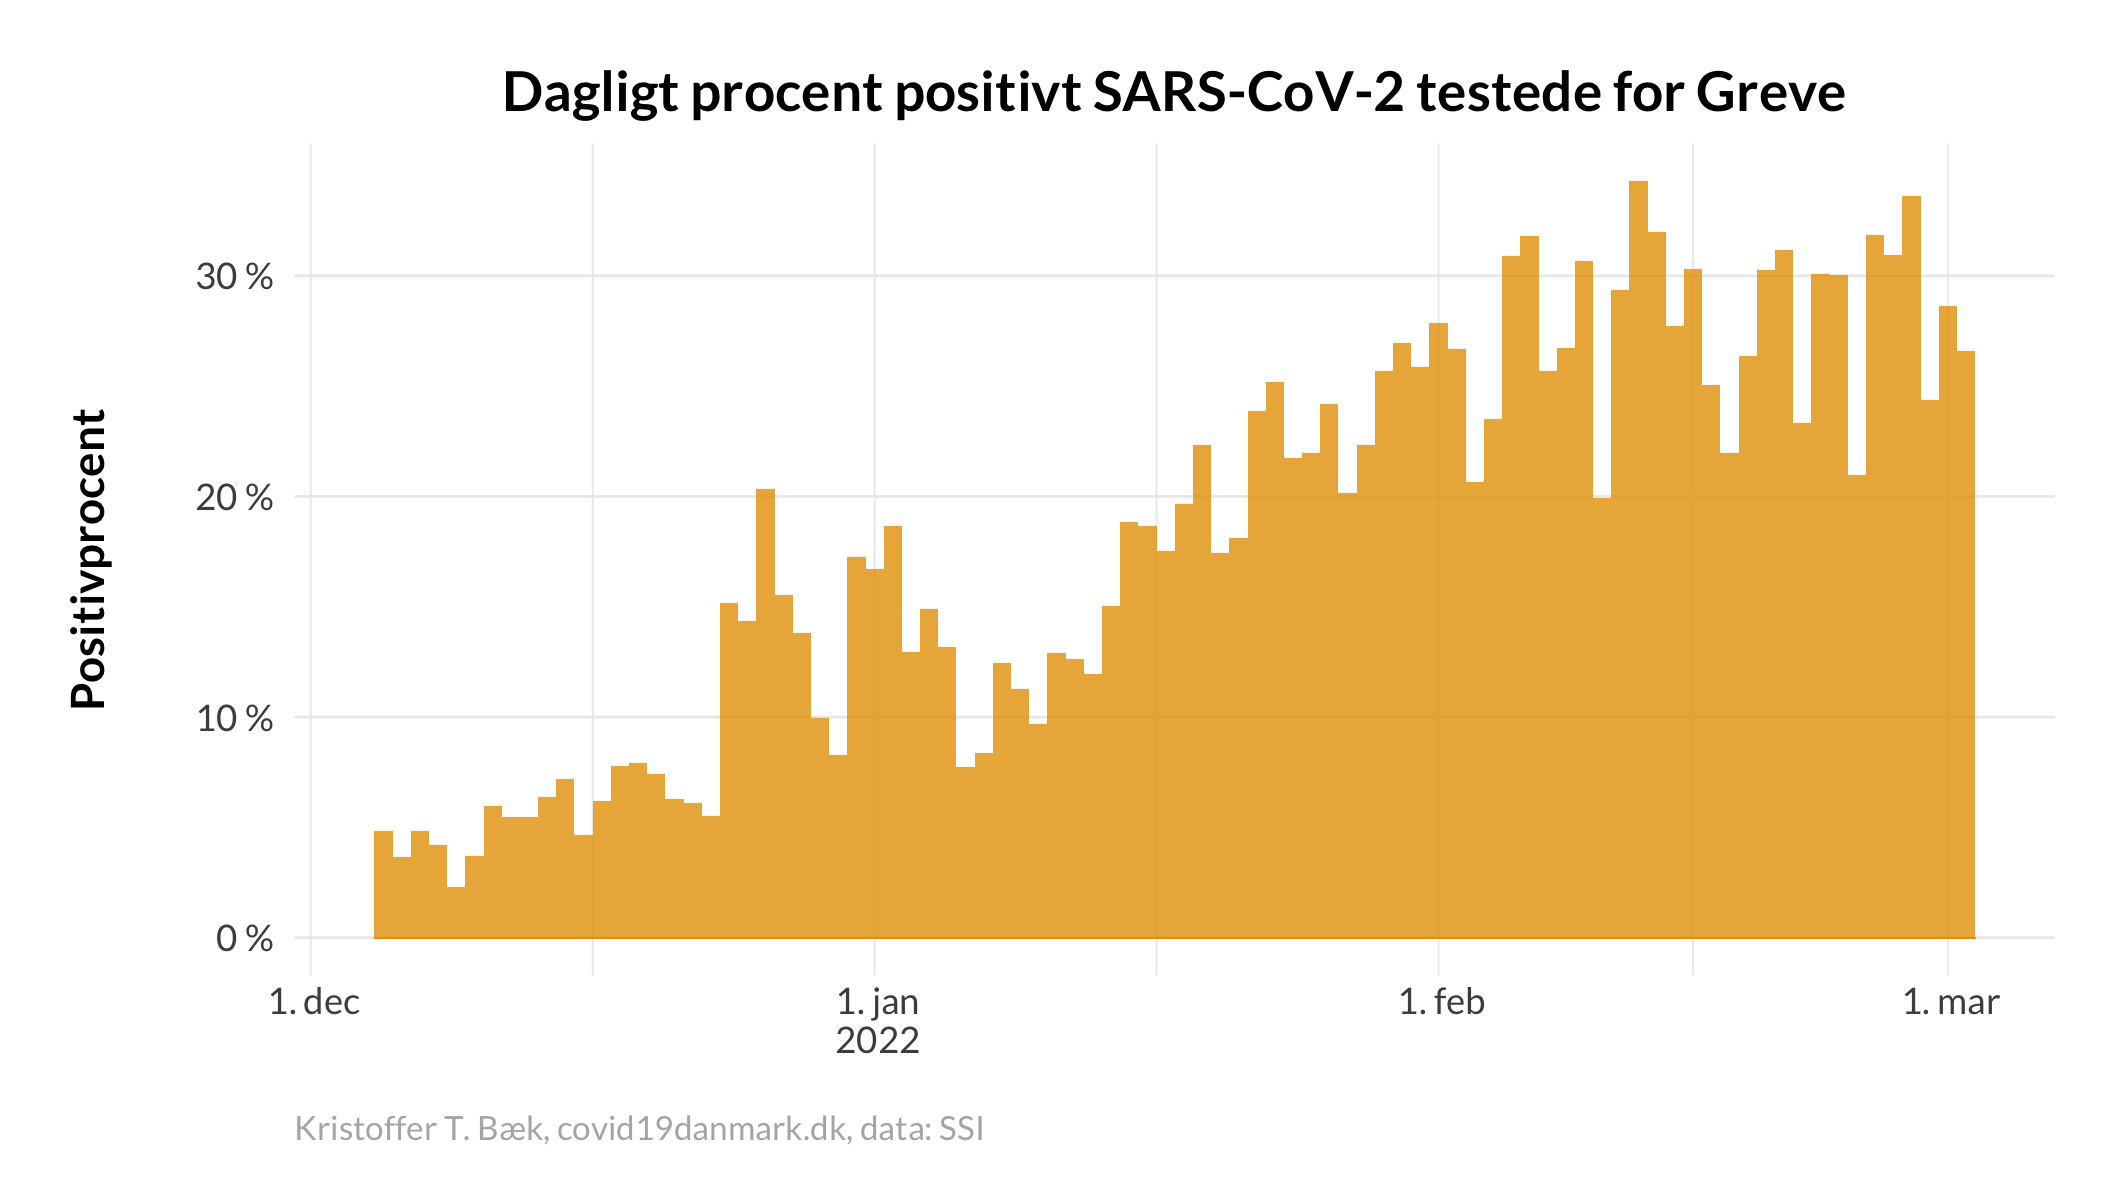 Dagligt procent positivt SARS-CoV-2 testede for Greve
Positivprocent
30 %
20 %
10 %
0 %
1. dec
1. jan
2022
1. feb
1. mar
Kristoffer T. Bæk, covid19danmark.dk, data: SSI